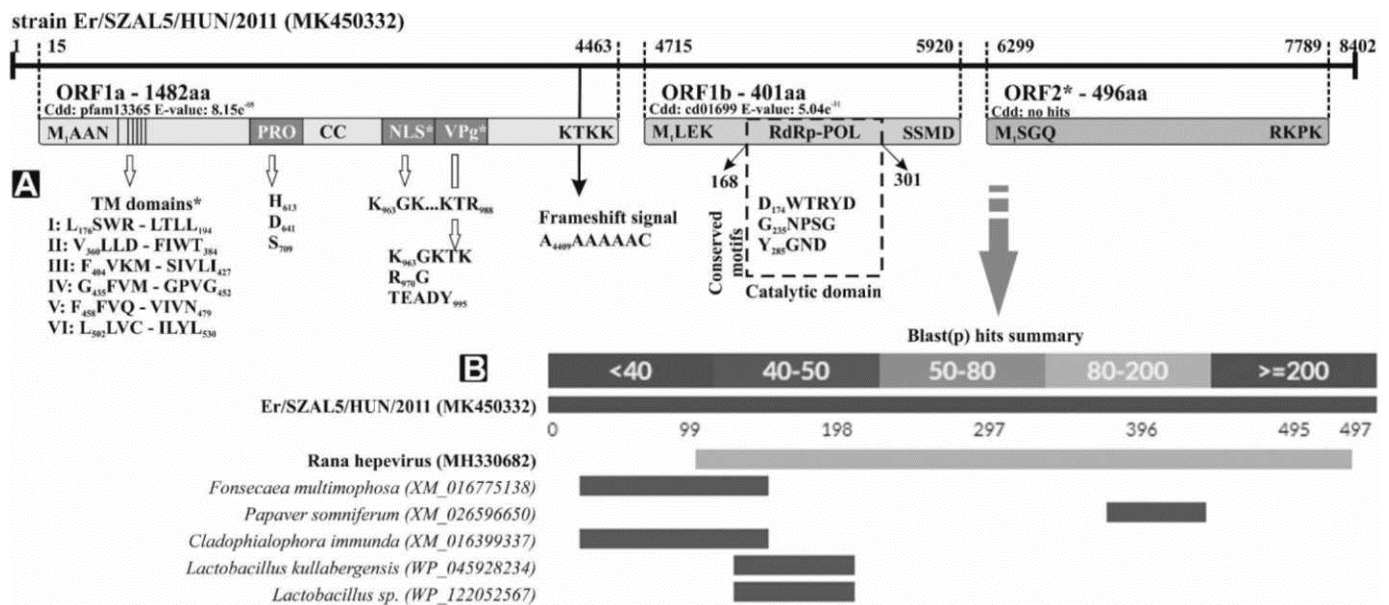 strain Er/SZAL5/HUN/2011 (MK450332)
1 15 4463 4715 5920 6299 7789 8402
ORF1a - 1482aa
Cdd: pfam13365 E-value: 8.15e-05
ORF1b - 401aa
Cdd: cd01699 E-value: 5.04e-31
ORF2* - 496aa
Cdd: no hits
M1AAN PRO CC NLS* VPg* KTKK M1LEK RdRp-POL SSMD M1SGQ RKPK
A
TM domains*
I: L176SWR - LTLL194
II: V360LLD - FIWT384
III: F404VKM - SIVLI427
IV: G435FVM - GPVG452
V: F458FVQ - VIVN479
VI: L502LVC - ILYL530
H613
D641
S709
K963GK...KTR988
K963GKTK
R970G
TEADY995
Frameshift signal
A4409AAAAAC
168 301
Conserved
motifs
D174WTRYD
G235NPSG
Y285GND
Catalytic domain
Blast(p) hits summary
B
<40 40-50 50-80 80-200 >=200
Er/SZAL5/HUN/2011 (MK450332)
0 99 198 297 396 495 497
Rana hepevirus (MH330682)
Fonsecaea multimophosa (XM_016775138)
Papaver somniferum (XM_026596650)
Cladophialophora immunda (XM_016399337)
Lactobacillus kullabergensis (WP_045928234)
Lactobacillus sp. (WP_122052567)